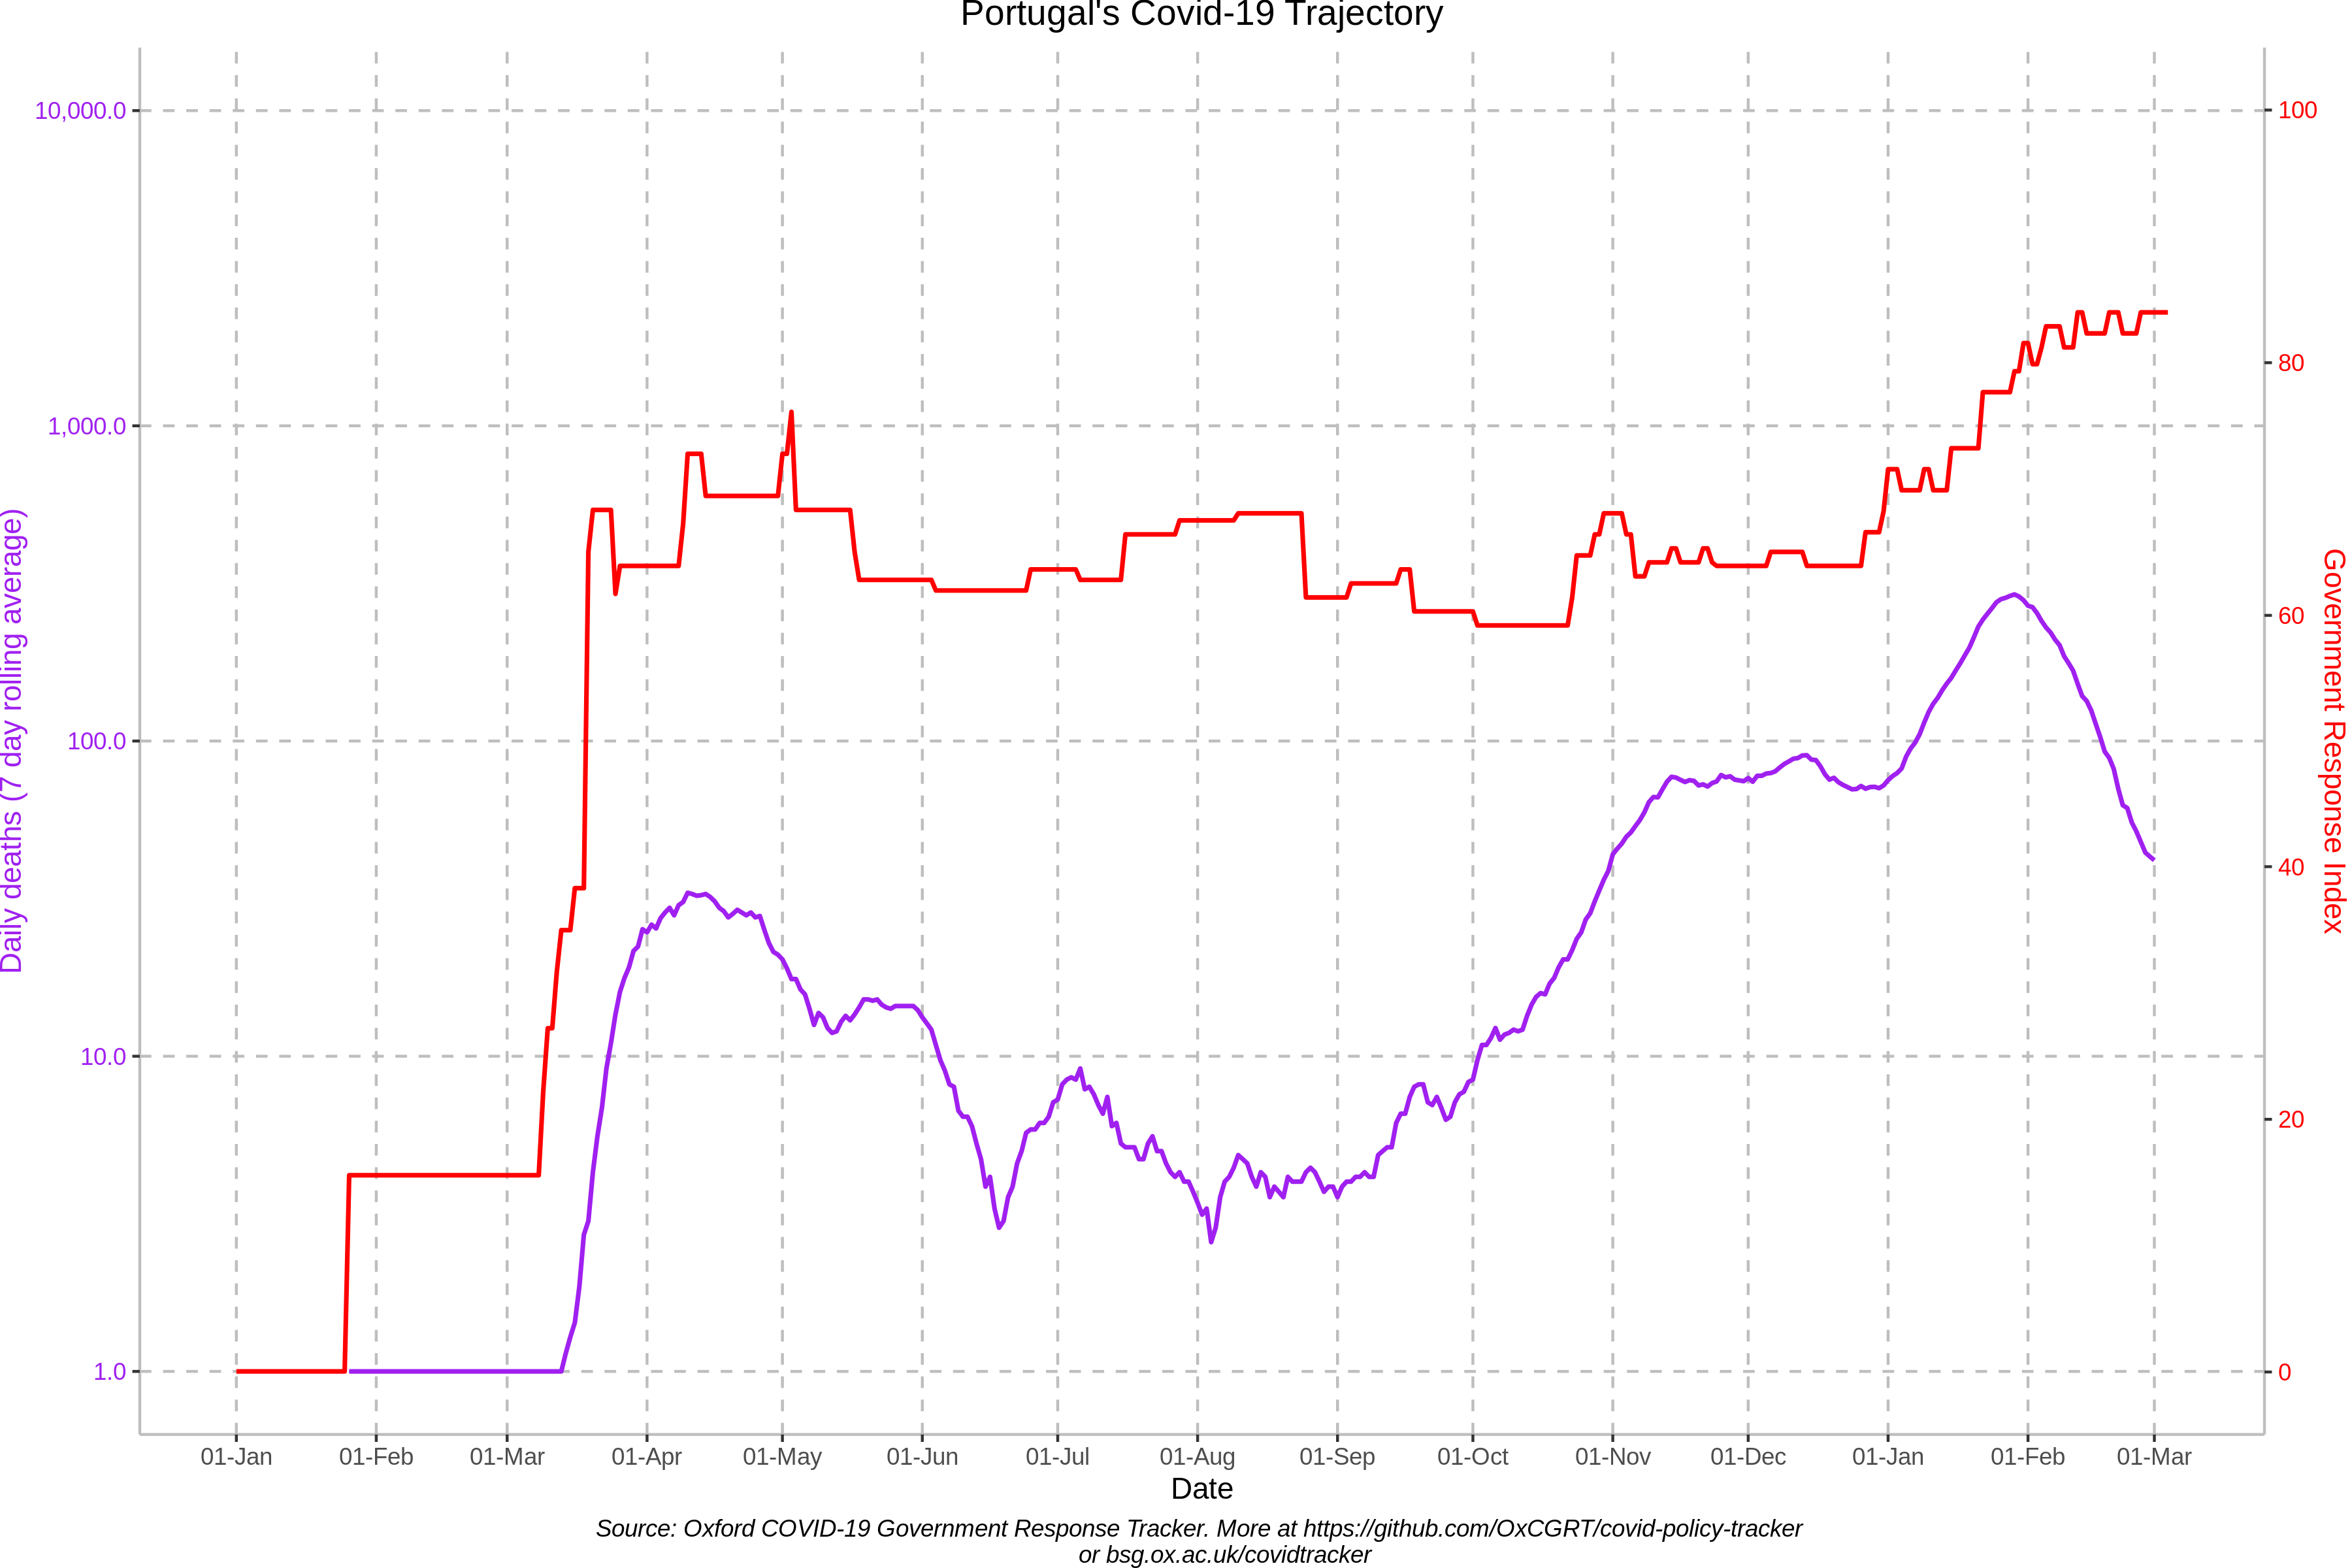 Portugal's Covid-19 Trajectory
10,000.0
1,000.0
100.0
10.0
1.0
Daily deaths (7 day rolling average)
100
80
60
40
20
0
Government Response Index
01-Jan 01-Feb 01-Mar 01-Apr 01-May 01-Jun 01-Jul 01-Aug 01-Sep 01-Oct 01-Nov 01-Dec 01-Jan 01-Feb 01-Mar
Date
Source: Oxford COVID-19 Government Response Tracker. More at https://github.com/OxCGRT/covid-policy-tracker
or bsg.ox.ac.uk/covidtracker